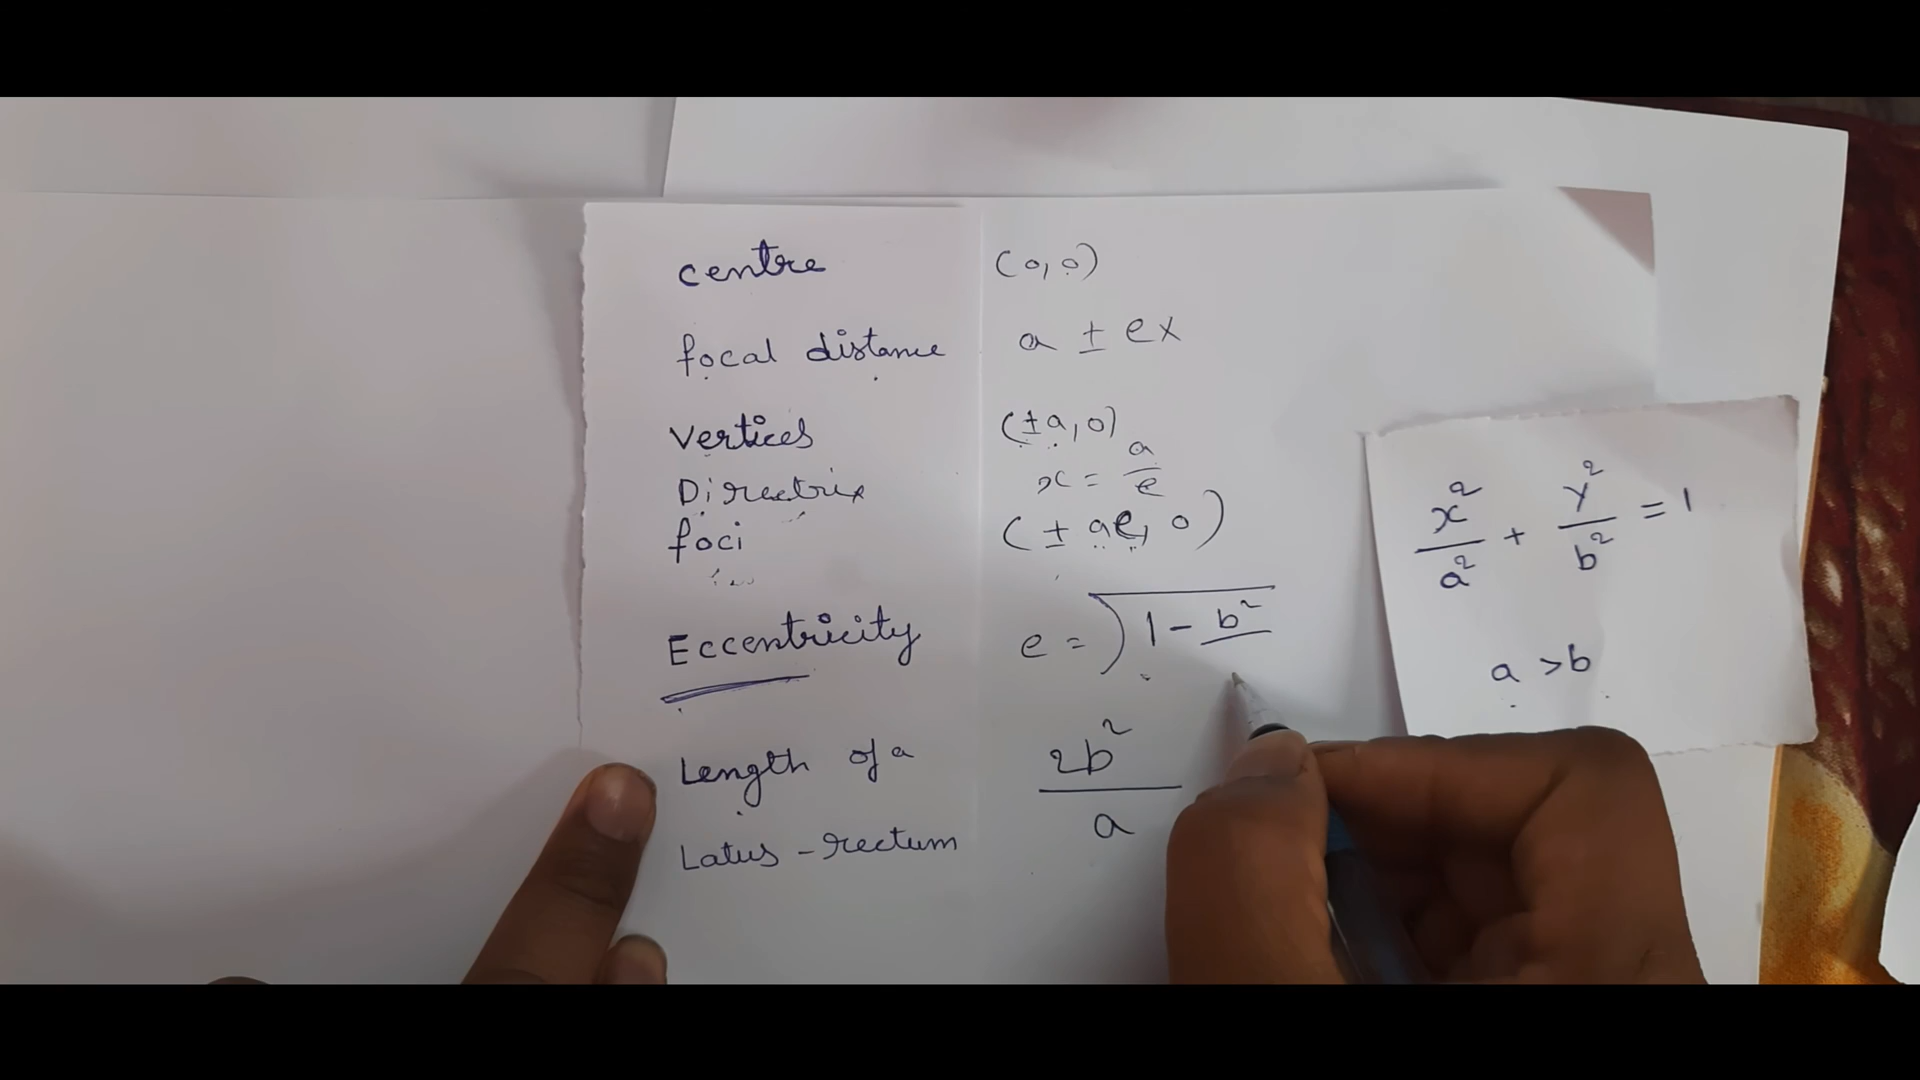 centre (0,0)
focal distance a ± ex
Vertices (±a,0)
Directrix x = a/e
foci (± ae, 0)
Eccentricity e = √(1 - b²/
Length of a
Latus-rectum 2b²/a
x²/a² + y²/b² = 1
a > b